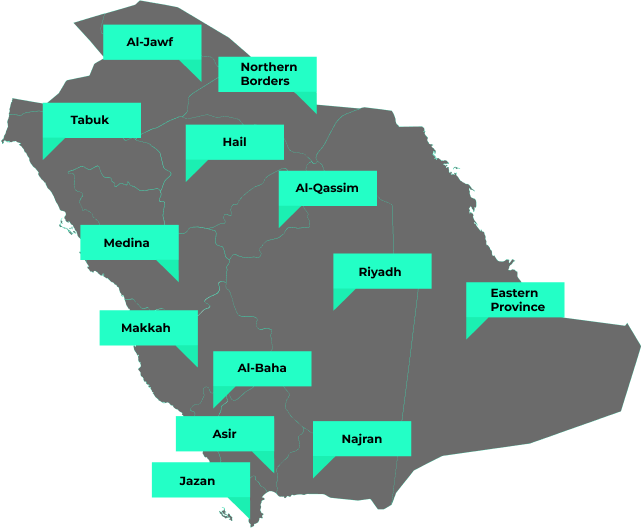 Al-Jawf
Northern
Borders
Tabuk
Hail
Al-Qassim
Medina
Riyadh
Eastern
Province
Makkah
Al-Baha
Asir
Najran
Jazan